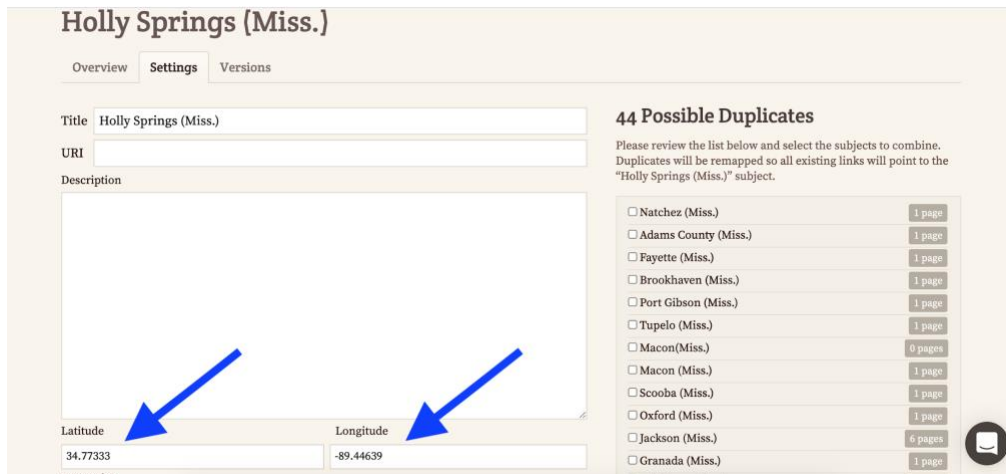 Holly Springs (Miss.)
Overview Settings Versions
Title Holly Springs (Miss.)
URI
Description
Latitude Longitude
34.77333 -89.44639
44 Possible Duplicates
Please review the list below and select the subjects to combine.
Duplicates will be remapped so all existing links will point to the
“Holly Springs (Miss.)” subject.
Natchez (Miss.) 1 page
Adams County (Miss.) 1 page
Fayette (Miss.) 1 page
Brookhaven (Miss.) 1 page
Port Gibson (Miss.) 1 page
Tupelo (Miss.) 1 page
Macon(Miss.) 0 pages
Macon (Miss.) 1 page
Scooba (Miss.) 1 page
Oxford (Miss.) 1 page
Jackson (Miss.) 6 pages
Granada (Miss.) 1 page